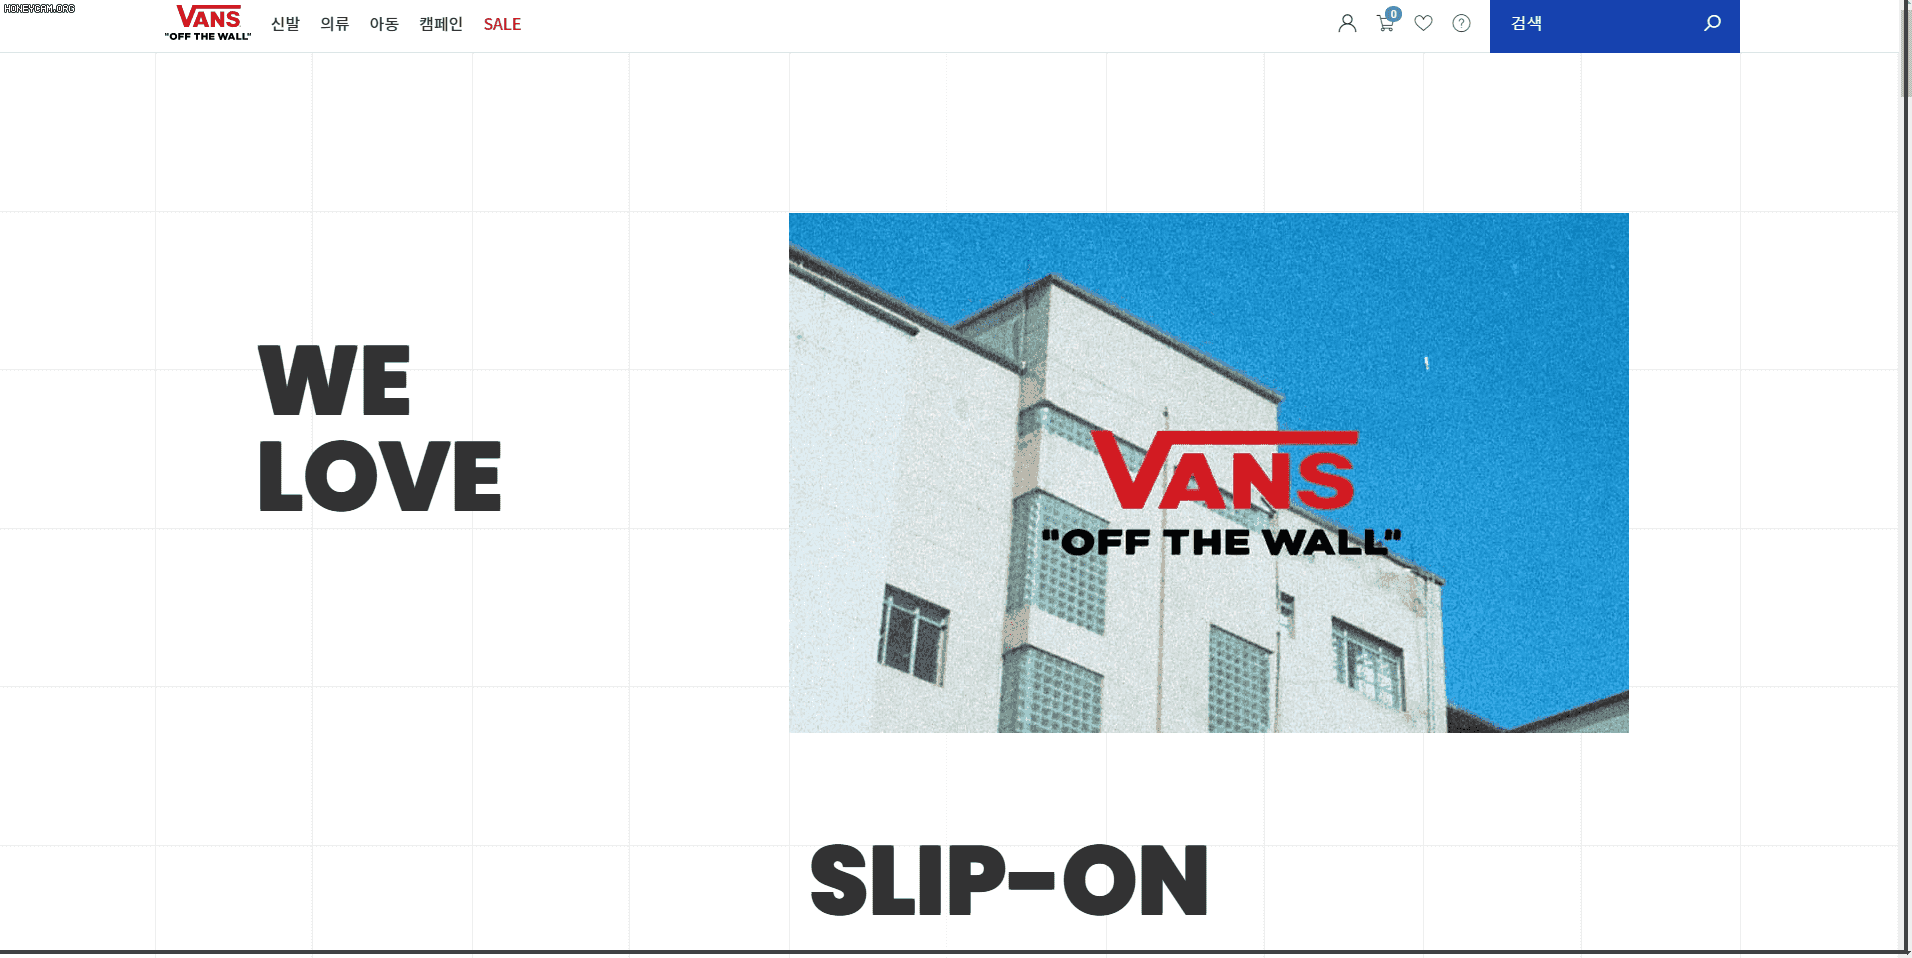 HONEYCAM.ORG
VANS
"OFF THE WALL"
신발 의류 아동 캠페인 SALE
0
?
검색
WE
LOVE
VANS
"OFF THE WALL"
SLIP-ON